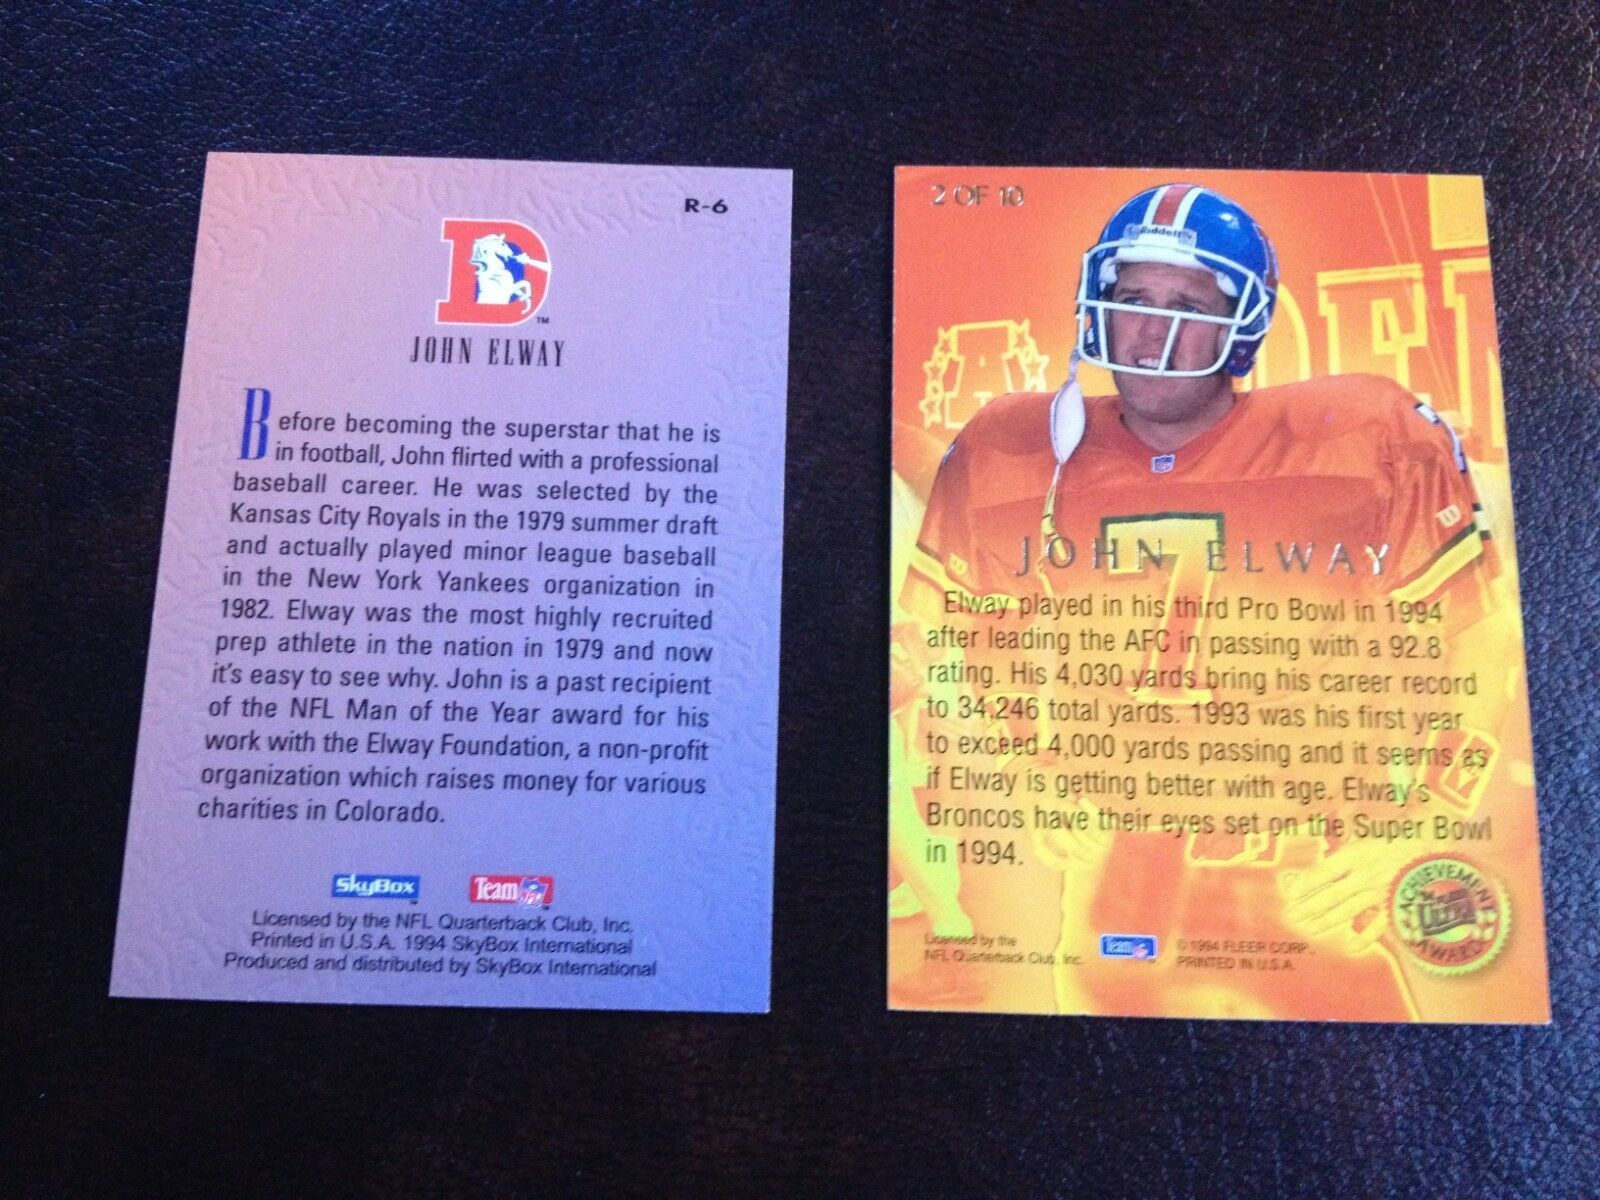 R-6
D
TM
JOHN ELWAY
Before becoming the superstar that he is
in football, John flirted with a professional
baseball career. He was selected by the
Kansas City Royals in the 1979 summer draft
and actually played minor league baseball
in the New York Yankees organization in
1982. Elway was the most highly recruited
prep athlete in the nation in 1979 and now
it's easy to see why. John is a past recipient
of the NFL Man of the Year award for his
work with the Elway Foundation, a non-profit
organization which raises money for various
charities in Colorado.
SkyBox
Team NFL
Licensed by the NFL Quarterback Club, Inc.
Printed in U.S.A. 1994 SkyBox International
Produced and distributed by SkyBox International
2 OF 10
Riddell
7
JOHN ELWAY
Elway played in his third Pro Bowl in 1994
after leading the AFC in passing with a 92.8
rating. His 4,030 yards bring his career record
to 34,246 total yards. 1993 was his first year
to exceed 4,000 yards passing and it seems as
if Elway is getting better with age. Elway's
Broncos have their eyes set on the Super Bowl
in 1994.
Licensed by the
NFL Quarterback Club, Inc.
Team NFL
© 1994 FLEER CORP.
PRINTED IN U.S.A.
ACHIEVEMENT
ULTRA
AWARD